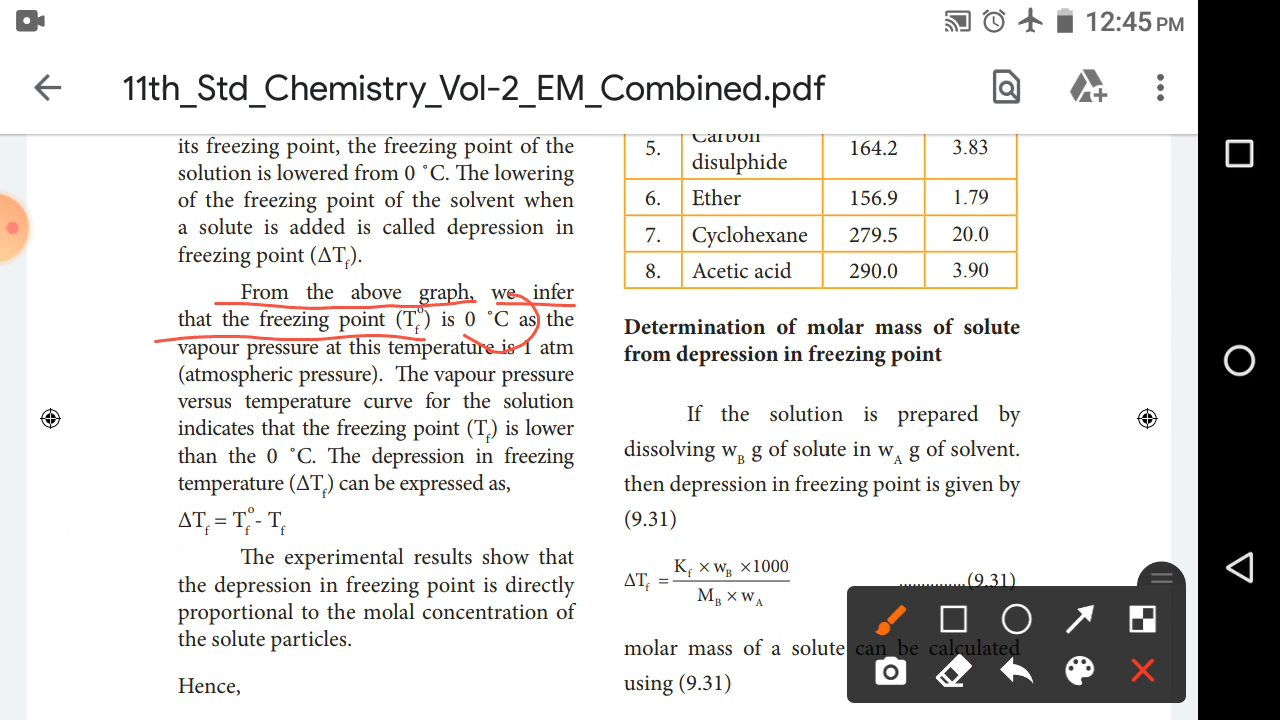 12:45 PM
11th_Std_Chemistry_Vol-2_EM_Combined.pdf
its freezing point, the freezing point of the
solution is lowered from 0 ˚C. The lowering
of the freezing point of the solvent when
a solute is added is called depression in
freezing point (ΔTf).
From the above graph, we infer
that the freezing point (Tf°) is 0 ˚C as the
vapour pressure at this temperature is 1 atm
(atmospheric pressure). The vapour pressure
versus temperature curve for the solution
indicates that the freezing point (Tf) is lower
than the 0 ˚C. The depression in freezing
temperature (ΔTf) can be expressed as,
ΔTf = Tf° - Tf
The experimental results show that
the depression in freezing point is directly
proportional to the molal concentration of
the solute particles.
Hence,
5. Carbon disulphide 164.2 3.83
6. Ether 156.9 1.79
7. Cyclohexane 279.5 20.0
8. Acetic acid 290.0 3.90
Determination of molar mass of solute
from depression in freezing point
If the solution is prepared by
dissolving wB g of solute in wA g of solvent.
then depression in freezing point is given by
(9.31)
ΔTf = Kf × wB ×1000 / MB × wA ..............(9.31)
molar mass of a solute can be calculated
using (9.31)